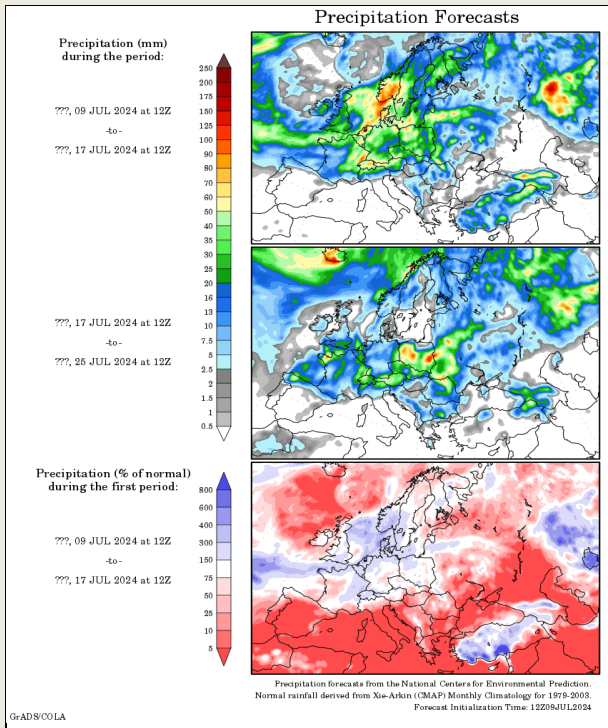 Precipitation Forecasts
Precipitation (mm)
during the period:
???, 09 JUL 2024 at 12Z
-to-
???, 17 JUL 2024 at 12Z
250
200
175
150
125
100
90
80
70
60
50
40
35
30
25
20
16
13
10
7.5
5
2.5
2
1.5
1
0.5
???, 17 JUL 2024 at 12Z
-to-
???, 25 JUL 2024 at 12Z
Precipitation (% of normal)
during the first period:
???, 09 JUL 2024 at 12Z
-to-
???, 17 JUL 2024 at 12Z
800
600
400
300
150
75
50
25
10
5
Precipitation forecasts from the National Centers for Environmental Prediction.
Normal rainfall derived from Xie-Arkin (CMAP) Monthly Climatology for 1979-2003.
Forecast Initialization Time: 12Z09JUL2024
GrADS/COLA